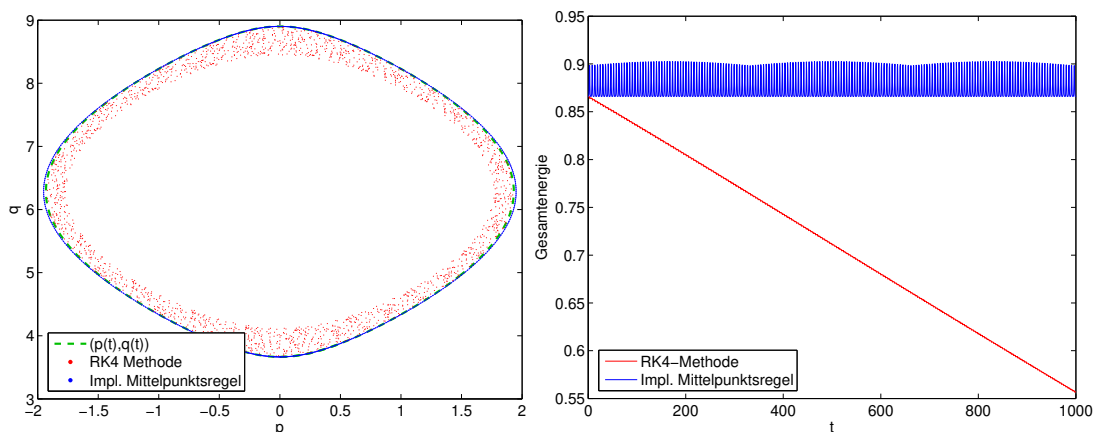 9
8
7
6
5
4
3
q
−2 −1.5 −1 −0.5 0 0.5 1 1.5 2
p
(p(t),q(t))
RK4 Methode
Impl. Mittelpunktsregel
0.95
0.9
0.85
0.8
0.75
0.7
0.65
0.6
0.55
Gesamtenergie
0 200 400 600 800 1000
t
RK4−Methode
Impl. Mittelpunktsregel